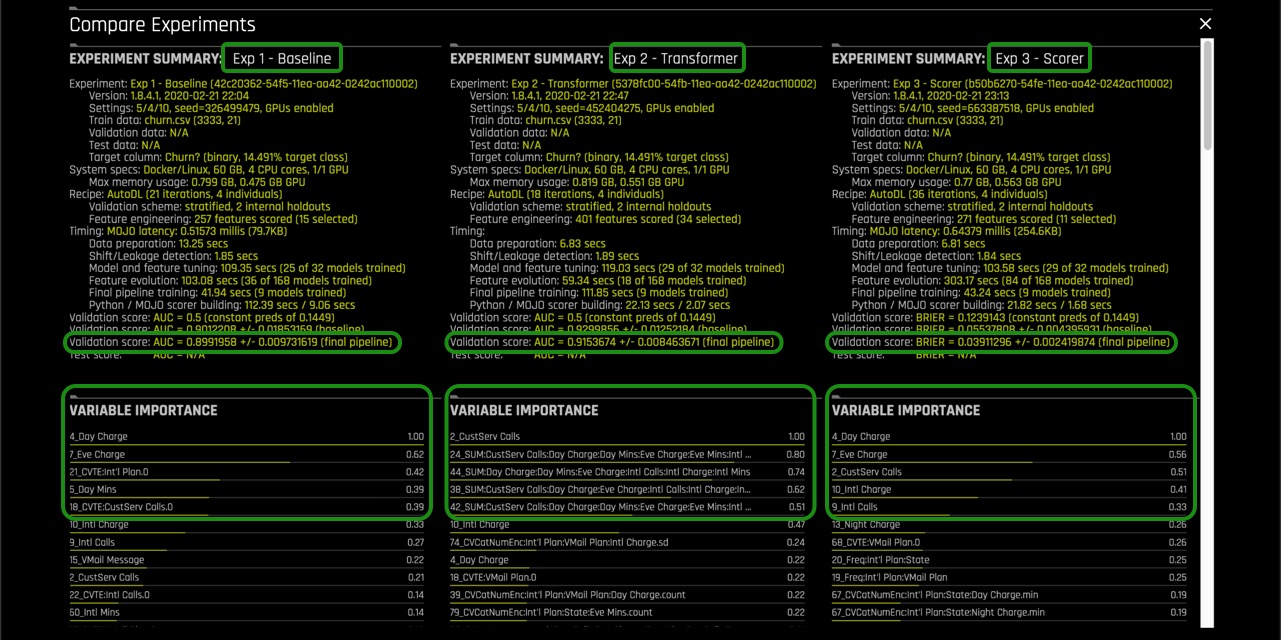 Compare Experiments
EXPERIMENT SUMMARY: Exp 1 - Baseline
Experiment: Exp 1 - Baseline (42c20362-54f5-11ea-aa42-0242ac110002)
Version: 1.8.4.1, 2020-02-21 22:04
Settings: 5/4/10, seed=326499479, GPUs enabled
Train data: churn.csv (3333, 21)
Validation data: N/A
Test data: N/A
Target column: Churn? (binary, 14.491% target class)
System specs: Docker/Linux, 60 GB, 4 CPU cores, 1/1 GPU
Max memory usage: 0.799 GB, 0.475 GB GPU
Recipe: AutoDL (21 iterations, 4 individuals)
Validation scheme: stratified, 2 internal holdouts
Feature engineering: 257 features scored (15 selected)
Timing: MOJO latency: 0.51573 millis (79.7KB)
Data preparation: 13.25 secs
Shift/Leakage detection: 1.85 secs
Model and feature tuning: 109.35 secs (25 of 32 models trained)
Feature evolution: 103.08 secs (36 of 168 models trained)
Final pipeline training: 41.94 secs (9 models trained)
Python / MOJO scorer building: 112.39 secs / 9.06 secs
Validation score: AUC = 0.5 (constant preds of 0.1449)
Validation score: AUC = 0.9012208 +/- 0.01853169 (baseline)
Validation score: AUC = 0.8991958 +/- 0.009731619 (final pipeline)
Test score: AUC = N/A
VARIABLE IMPORTANCE
4_Day Charge 1.00
7_Eve Charge 0.62
21_CVTE:Int'l Plan.0 0.42
5_Day Mins 0.39
18_CVTE:CustServ Calls.0 0.39
10_Intl Charge 0.33
9_Intl Calls 0.27
15_VMail Message 0.22
2_CustServ Calls 0.21
22_CVTE:Intl Calls.0 0.14
50_Intl Mins 0.14
EXPERIMENT SUMMARY: Exp 2 - Transformer
Experiment: Exp 2 - Transformer (5378fc00-54fb-11ea-aa42-0242ac110002)
Version: 1.8.4.1, 2020-02-21 22:47
Settings: 5/4/10, seed=452404275, GPUs enabled
Train data: churn.csv (3333, 21)
Validation data: N/A
Test data: N/A
Target column: Churn? (binary, 14.491% target class)
System specs: Docker/Linux, 60 GB, 4 CPU cores, 1/1 GPU
Max memory usage: 0.819 GB, 0.551 GB GPU
Recipe: AutoDL (18 iterations, 4 individuals)
Validation scheme: stratified, 2 internal holdouts
Feature engineering: 401 features scored (34 selected)
Timing:
Data preparation: 6.83 secs
Shift/Leakage detection: 1.89 secs
Model and feature tuning: 119.03 secs (29 of 32 models trained)
Feature evolution: 59.34 secs (18 of 168 models trained)
Final pipeline training: 111.85 secs (9 models trained)
Python / MOJO scorer building: 22.13 secs / 2.07 secs
Validation score: AUC = 0.5 (constant preds of 0.1449)
Validation score: AUC = 0.9299856 +/- 0.01252184 (baseline)
Validation score: AUC = 0.9153674 +/- 0.008463671 (final pipeline)
Test score: AUC = N/A
VARIABLE IMPORTANCE
2_CustServ Calls 1.00
24_SUM:CustServ Calls:Day Charge:Day Mins:Eve Charge:Eve Mins:Intl ... 0.80
44_SUM:Day Charge:Day Mins:Eve Charge:Intl Calls:Intl Charge:Intl Mins 0.74
38_SUM:CustServ Calls:Day Charge:Eve Charge:Intl Calls:Intl Charge:In... 0.62
42_SUM:CustServ Calls:Day Charge:Day Mins:Eve Charge:Eve Mins:Intl ... 0.51
10_Intl Charge 0.47
74_CVCatNumEnc:Int'l Plan:VMail Plan:Intl Charge.sd 0.24
4_Day Charge 0.22
18_CVTE:VMail Plan.0 0.22
39_CVCatNumEnc:Int'l Plan:VMail Plan:Day Charge.count 0.22
79_CVCatNumEnc:Int'l Plan:State:Eve Mins.count 0.22
EXPERIMENT SUMMARY: Exp 3 - Scorer
Experiment: Exp 3 - Scorer (b50b6270-54fe-11ea-aa42-0242ac110002)
Version: 1.8.4.1, 2020-02-21 23:13
Settings: 5/4/10, seed=663387518, GPUs enabled
Train data: churn.csv (3333, 21)
Validation data: N/A
Test data: N/A
Target column: Churn? (binary, 14.491% target class)
System specs: Docker/Linux, 60 GB, 4 CPU cores, 1/1 GPU
Max memory usage: 0.77 GB, 0.563 GB GPU
Recipe: AutoDL (36 iterations, 4 individuals)
Validation scheme: stratified, 2 internal holdouts
Feature engineering: 271 features scored (11 selected)
Timing: MOJO latency: 0.64379 millis (254.6KB)
Data preparation: 6.81 secs
Shift/Leakage detection: 1.84 secs
Model and feature tuning: 103.58 secs (29 of 32 models trained)
Feature evolution: 303.17 secs (84 of 168 models trained)
Final pipeline training: 43.24 secs (9 models trained)
Python / MOJO scorer building: 21.82 secs / 1.68 secs
Validation score: BRIER = 0.1239143 (constant preds of 0.1449)
Validation score: BRIER = 0.05537808 +/- 0.004395931 (baseline)
Validation score: BRIER = 0.03911296 +/- 0.002419874 (final pipeline)
Test score: BRIER = N/A
VARIABLE IMPORTANCE
4_Day Charge 1.00
7_Eve Charge 0.56
2_CustServ Calls 0.51
10_Intl Charge 0.41
9_Intl Calls 0.33
13_Night Charge 0.26
68_CVTE:VMail Plan.0 0.26
20_Freq:Int'l Plan:State 0.25
19_Freq:Int'l Plan:VMail Plan 0.25
67_CVCatNumEnc:Int'l Plan:State:Day Charge.min 0.19
67_CVCatNumEnc:Int'l Plan:State:Night Charge.min 0.19